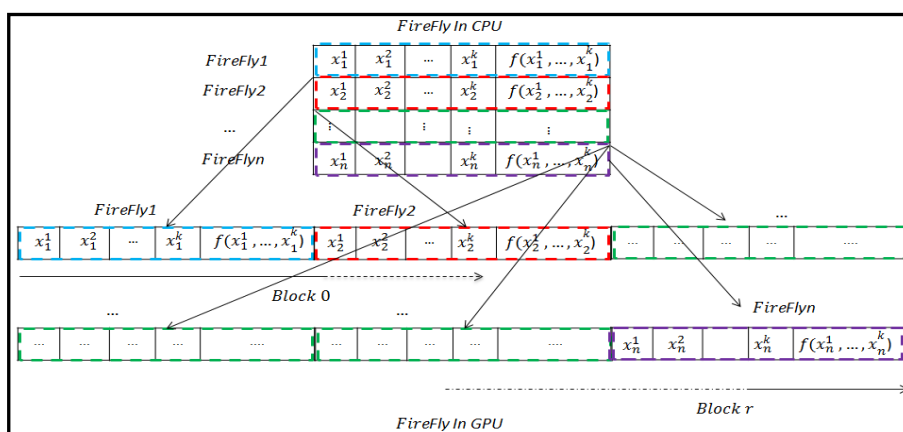 FireFly In CPU
FireFly1 x_1^1 x_1^2 ... x_1^k f(x_1^1, ..., x_1^k)
FireFly2 x_2^1 x_2^2 ... x_2^k f(x_2^1, ..., x_2^k)
... ⋮ ⋮ ⋮ ⋮
FireFlyn x_n^1 x_n^2 x_n^k f(x_n^1, ..., x_n^k)
FireFly1 FireFly2 ...
x_1^1 x_1^2 ... x_1^k f(x_1^1, ..., x_1^k) x_2^1 x_2^2 ... x_2^k f(x_2^1, ..., x_2^k) ... ... ... ... ....
Block 0
... ... FireFlyn
... ... ... ... .... ... ... ... ... .... x_n^1 x_n^2 x_n^k f(x_n^1, ..., x_n^k)
Block r
FireFly In GPU